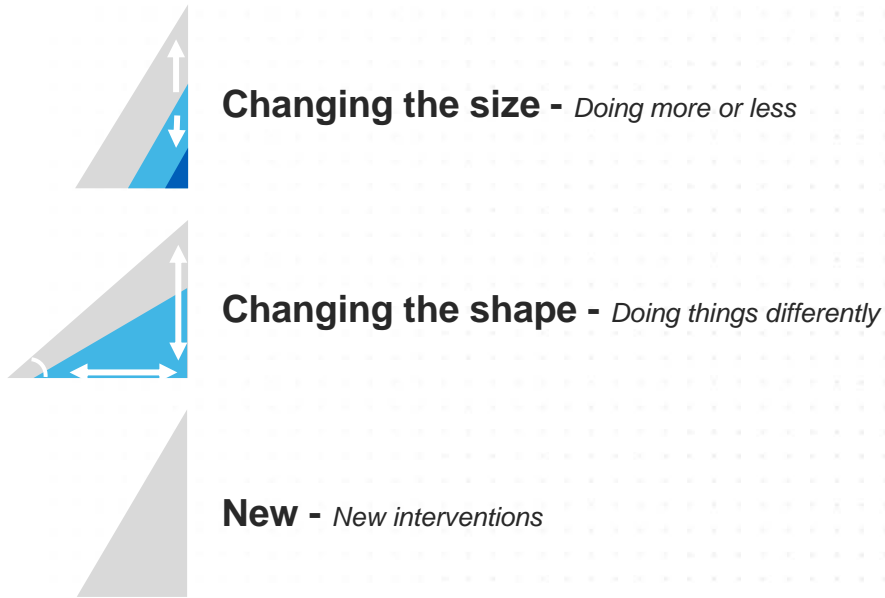 Changing the size - Doing more or less
Changing the shape - Doing things differently
New - New interventions